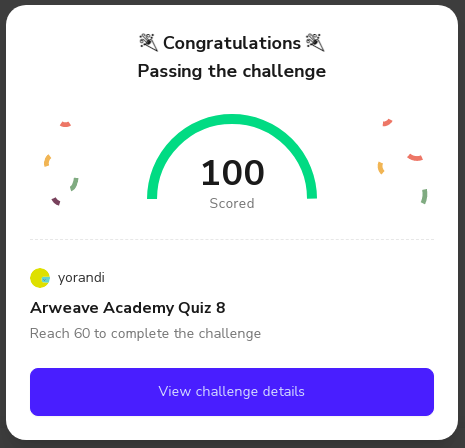 Congratulations
Passing the challenge
100
Scored
yorandi
Arweave Academy Quiz 8
Reach 60 to complete the challenge
View challenge details